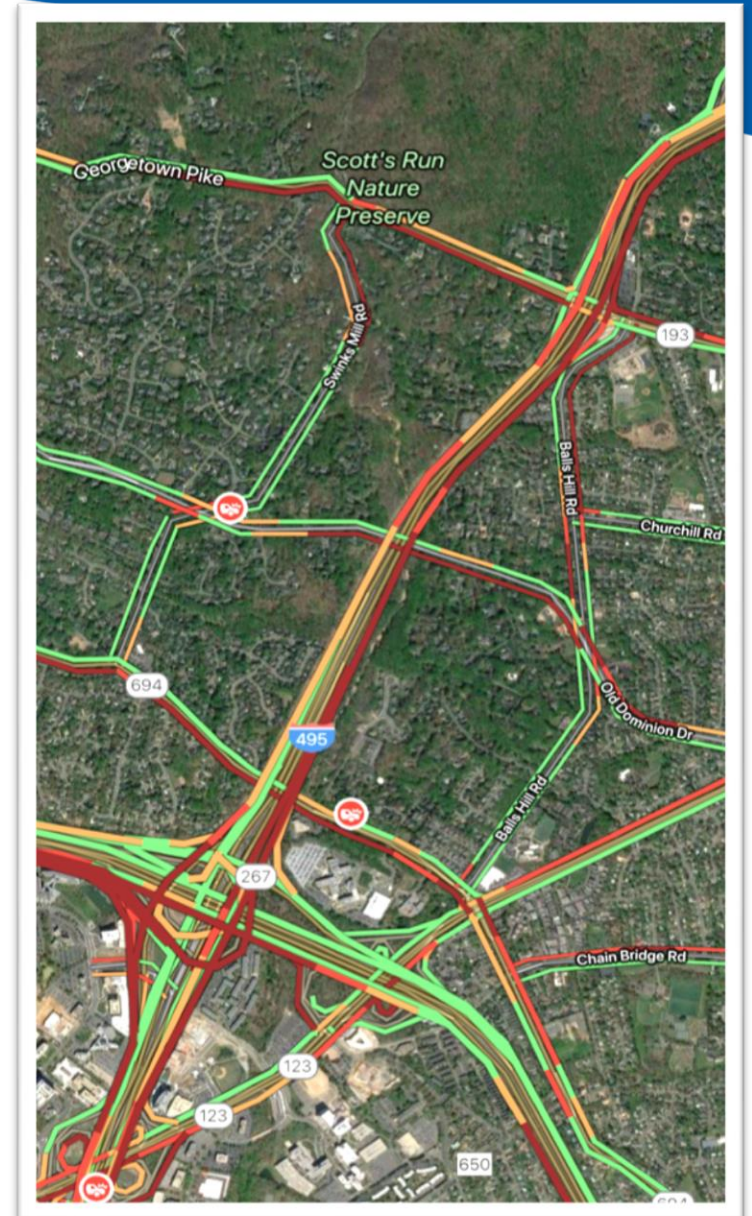 Georgetown Pike
Scott's Run
Nature
Preserve
193
Swinks Mill Rd
Balls Hill Rd
Churchill Rd
694
Old Dominion Dr
495
Balls Hill Rd
267
Chain Bridge Rd
123
123
650